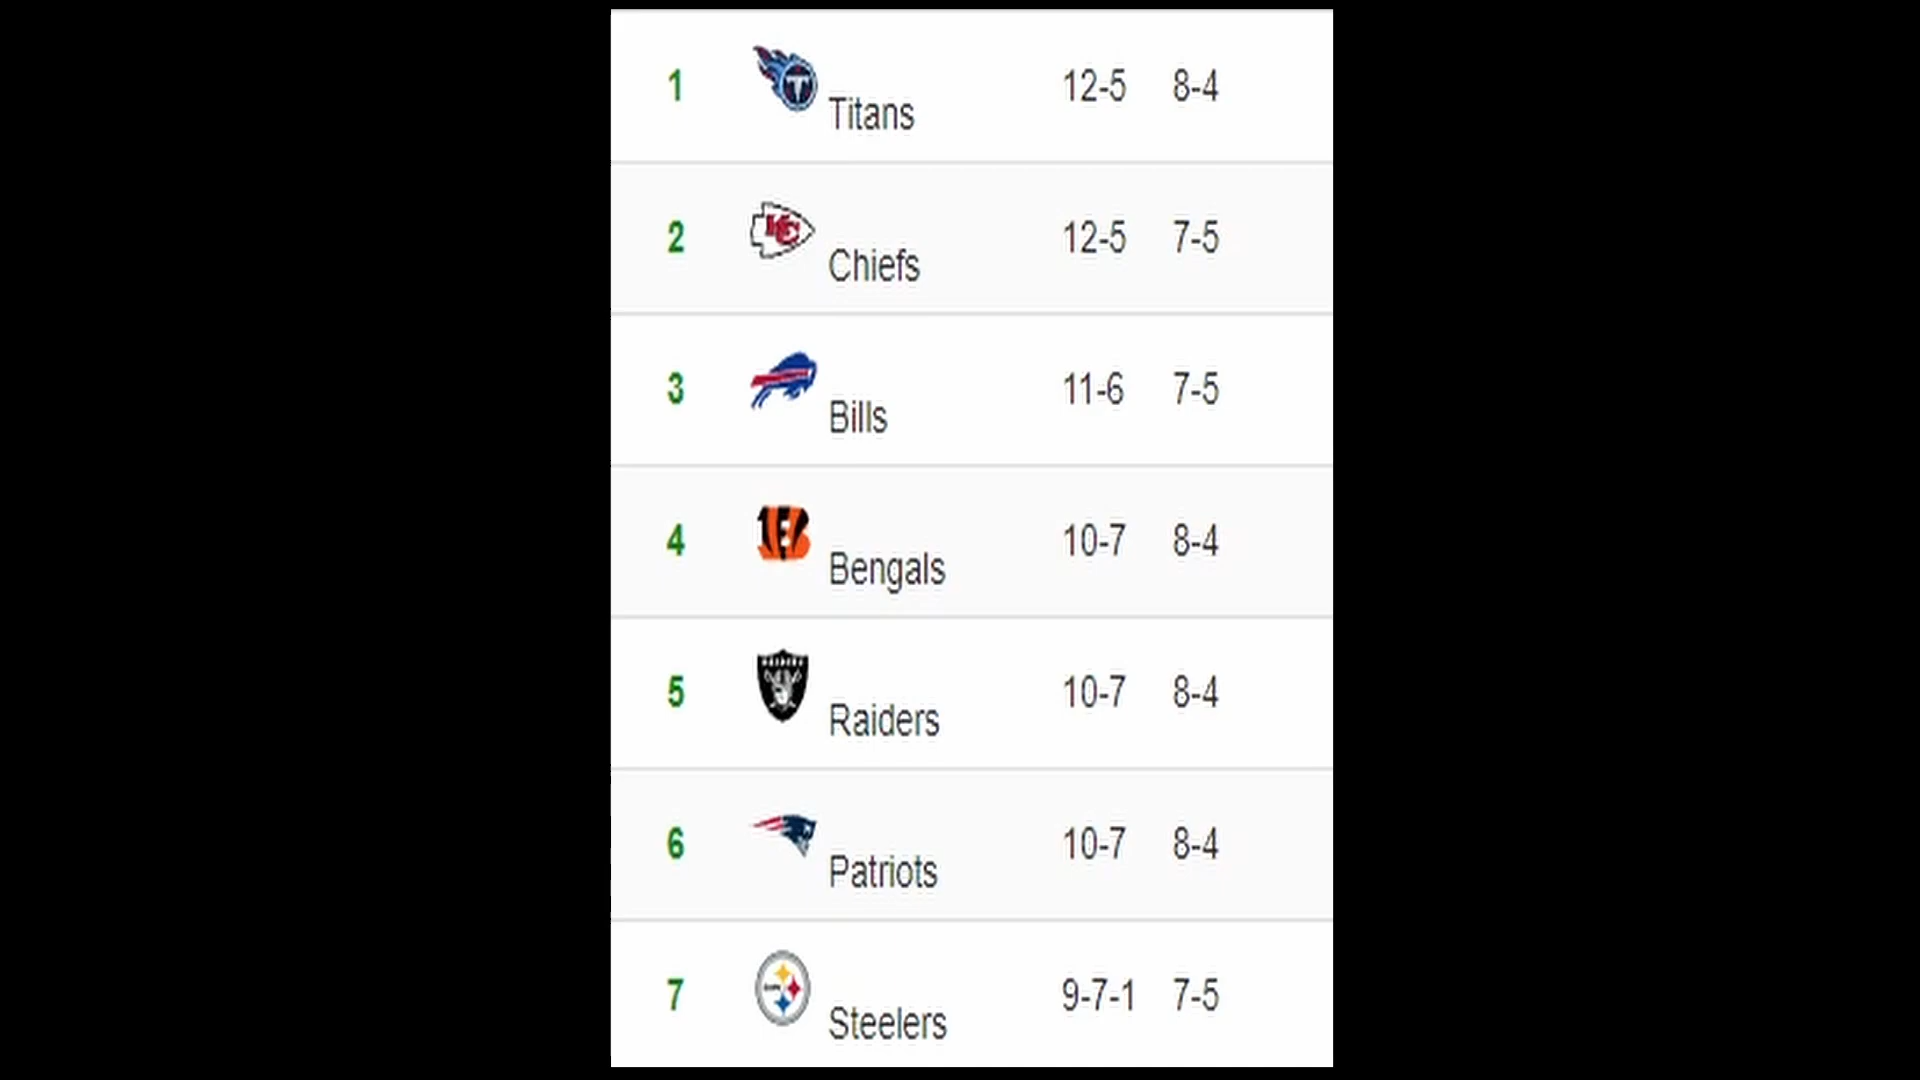 1 Titans 12-5 8-4
2 Chiefs 12-5 7-5
3 Bills 11-6 7-5
4 Bengals 10-7 8-4
5 Raiders 10-7 8-4
6 Patriots 10-7 8-4
7 Steelers 9-7-1 7-5